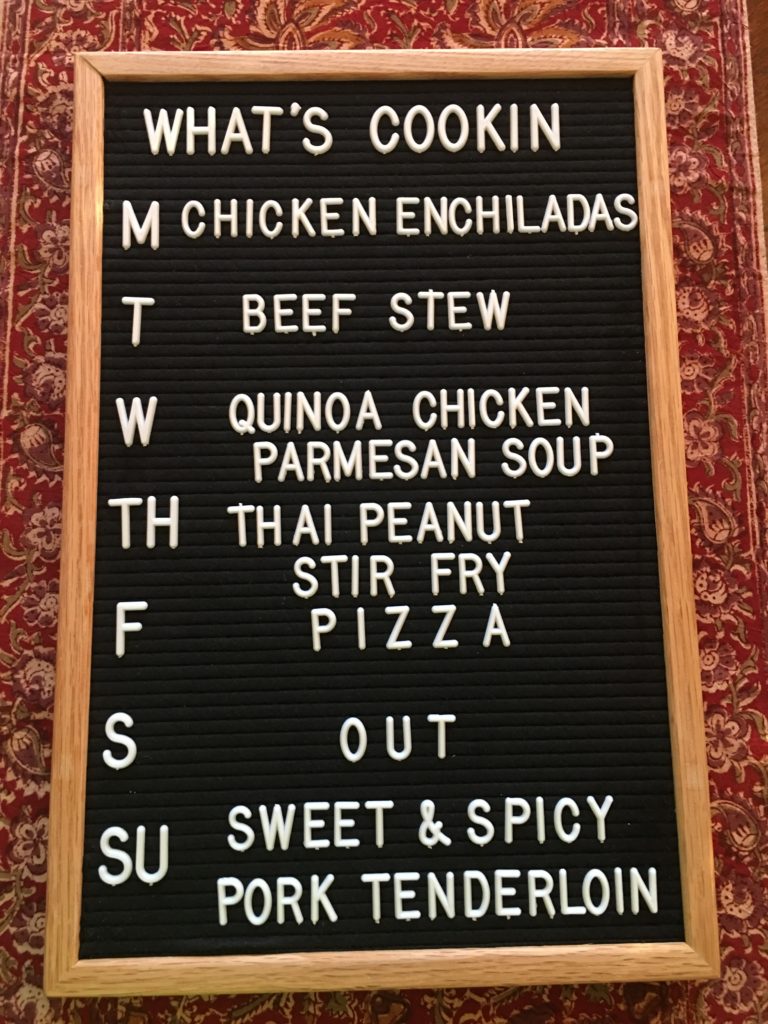 WHAT'S COOKIN
M CHICKEN ENCHILADAS
T BEEF STEW
W QUINOA CHICKEN
PARMESAN SOUP
TH THAI PEANUT
STIR FRY
F PIZZA
S OUT
SU SWEET & SPICY
PORK TENDERLOIN